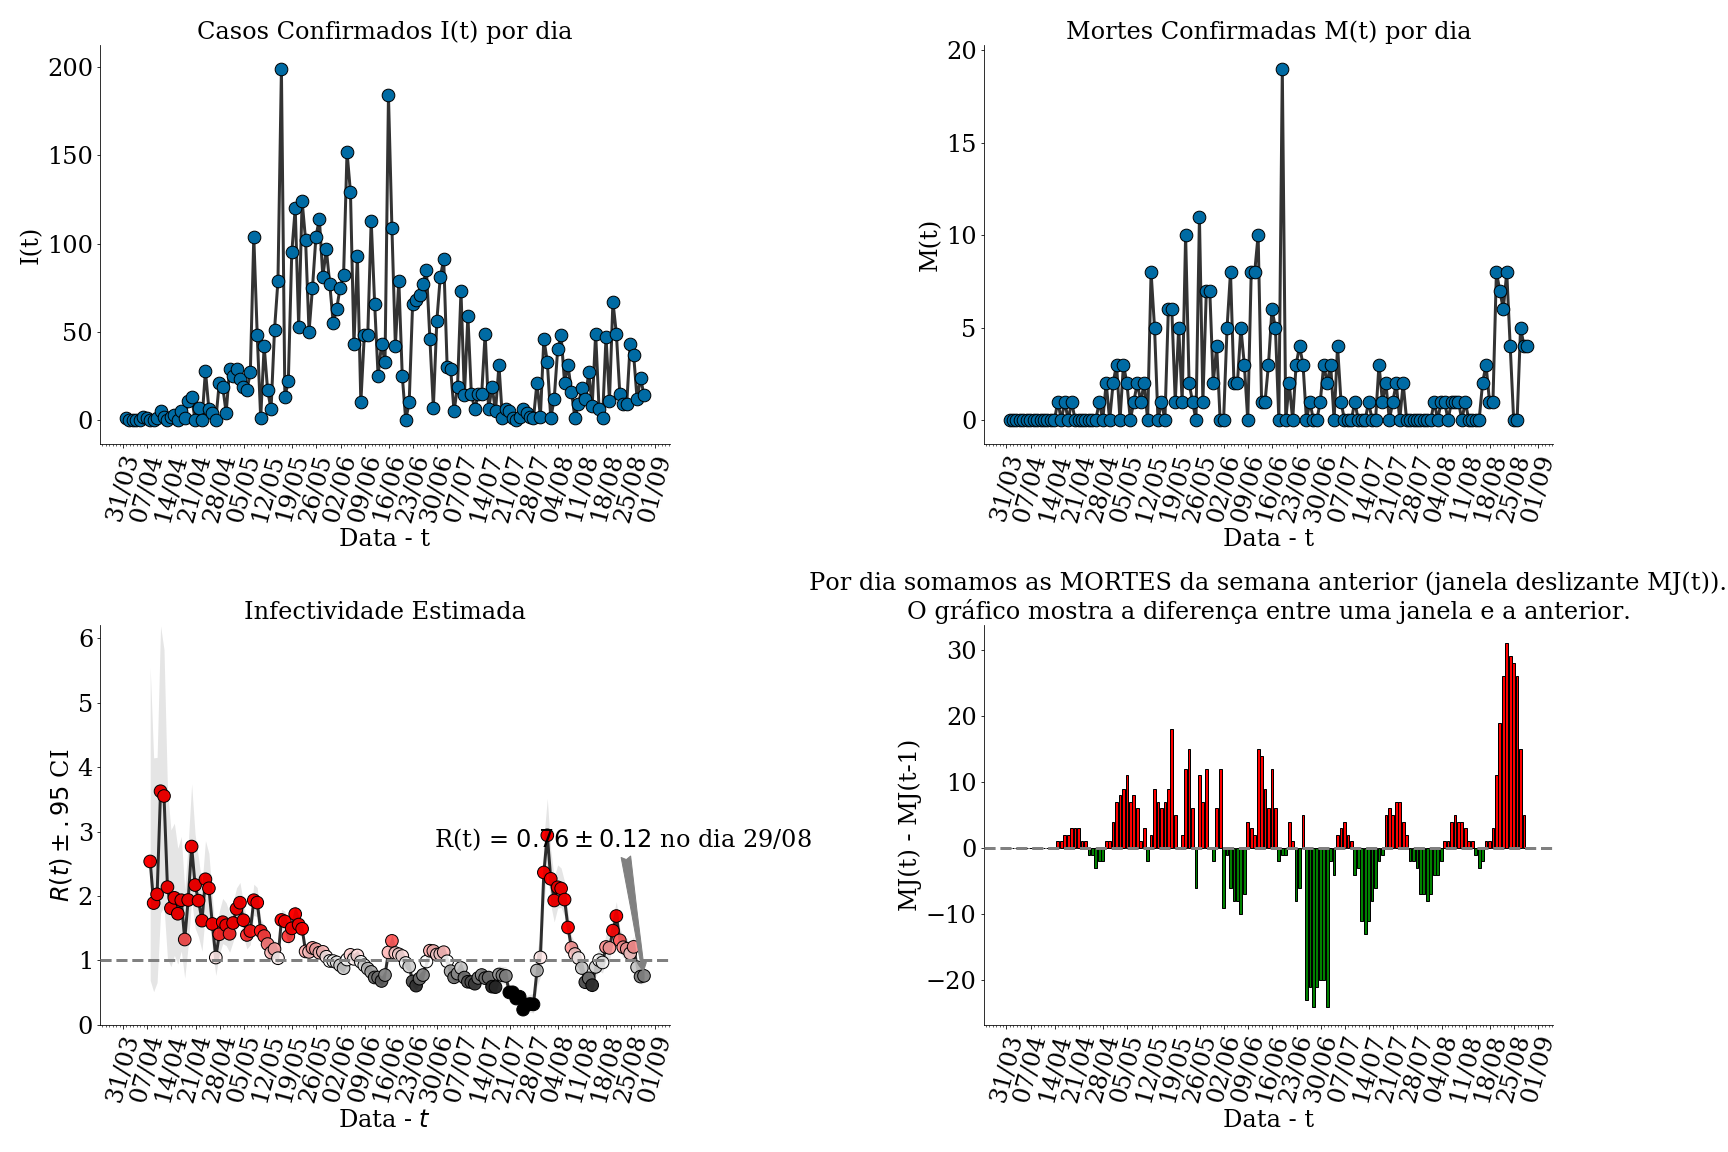 Casos Confirmados I(t) por dia
I(t)
200
150
100
50
0
31/03 07/04 14/04 21/04 28/04 05/05 12/05 19/05 26/05 02/06 09/06 16/06 23/06 30/06 07/07 14/07 21/07 28/07 04/08 11/08 18/08 25/08 01/09
Data - t
Mortes Confirmadas M(t) por dia
M(t)
20
15
10
5
0
31/03 07/04 14/04 21/04 28/04 05/05 12/05 19/05 26/05 02/06 09/06 16/06 23/06 30/06 07/07 14/07 21/07 28/07 04/08 11/08 18/08 25/08 01/09
Data - t
Infectividade Estimada
R(t) ± .95 CI
6
5
4
3
2
1
0
R(t) = 0.76 ± 0.12 no dia 29/08
31/03 07/04 14/04 21/04 28/04 05/05 12/05 19/05 26/05 02/06 09/06 16/06 23/06 30/06 07/07 14/07 21/07 28/07 04/08 11/08 18/08 25/08 01/09
Data - t
Por dia somamos as MORTES da semana anterior (janela deslizante MJ(t)).
O gráfico mostra a diferença entre uma janela e a anterior.
MJ(t) - MJ(t-1)
30
20
10
0
−10
−20
31/03 07/04 14/04 21/04 28/04 05/05 12/05 19/05 26/05 02/06 09/06 16/06 23/06 30/06 07/07 14/07 21/07 28/07 04/08 11/08 18/08 25/08 01/09
Data - t